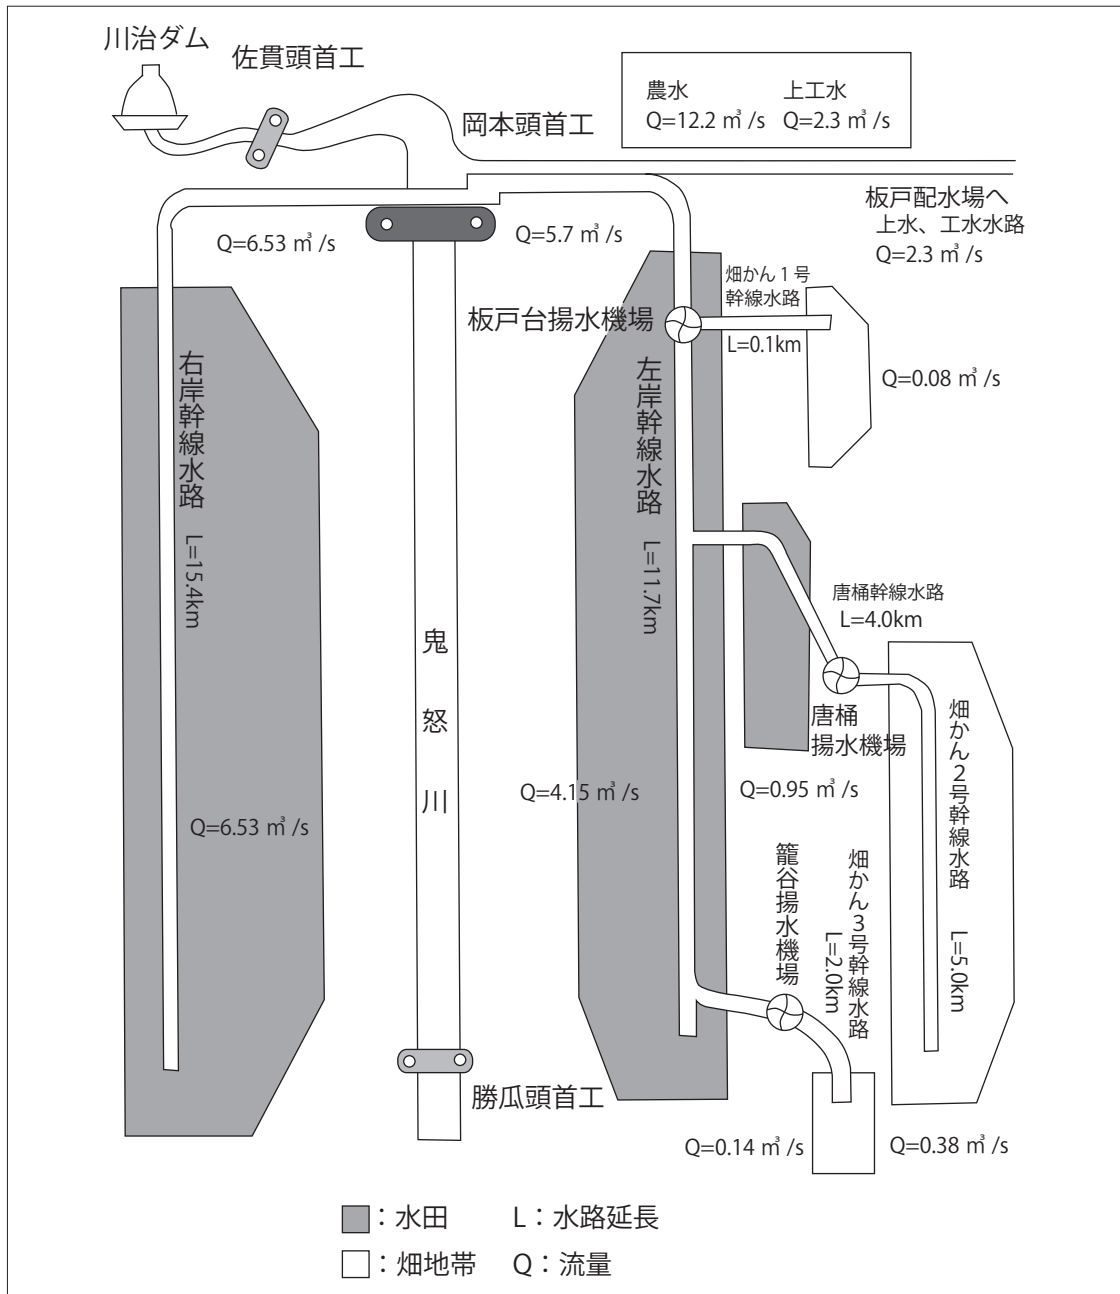 川治ダム
佐貫頭首工
岡本頭首工
農水 上工水
Q=12.2 ㎥ /s Q=2.3 ㎥ /s
板戸配水場へ
上水、工水水路
Q=2.3 ㎥ /s
Q=6.53 ㎥ /s
Q=5.7 ㎥ /s
畑かん 1 号
幹線水路
L=0.1km
板戸台揚水機場
Q=0.08 ㎥ /s
右岸幹線水路 L=15.4km
左岸幹線水路 L=11.7km
鬼怒川
唐桶幹線水路
L=4.0km
唐桶
揚水機場
畑かん2号幹線水路 L=5.0km
Q=4.15 ㎥ /s
Q=0.95 ㎥ /s
Q=6.53 ㎥ /s
籠谷揚水機場
畑かん3号幹線水路
L=2.0km
勝瓜頭首工
Q=0.14 ㎥ /s
Q=0.38 ㎥ /s
:水田 L:水路延長
:畑地帯 Q:流量